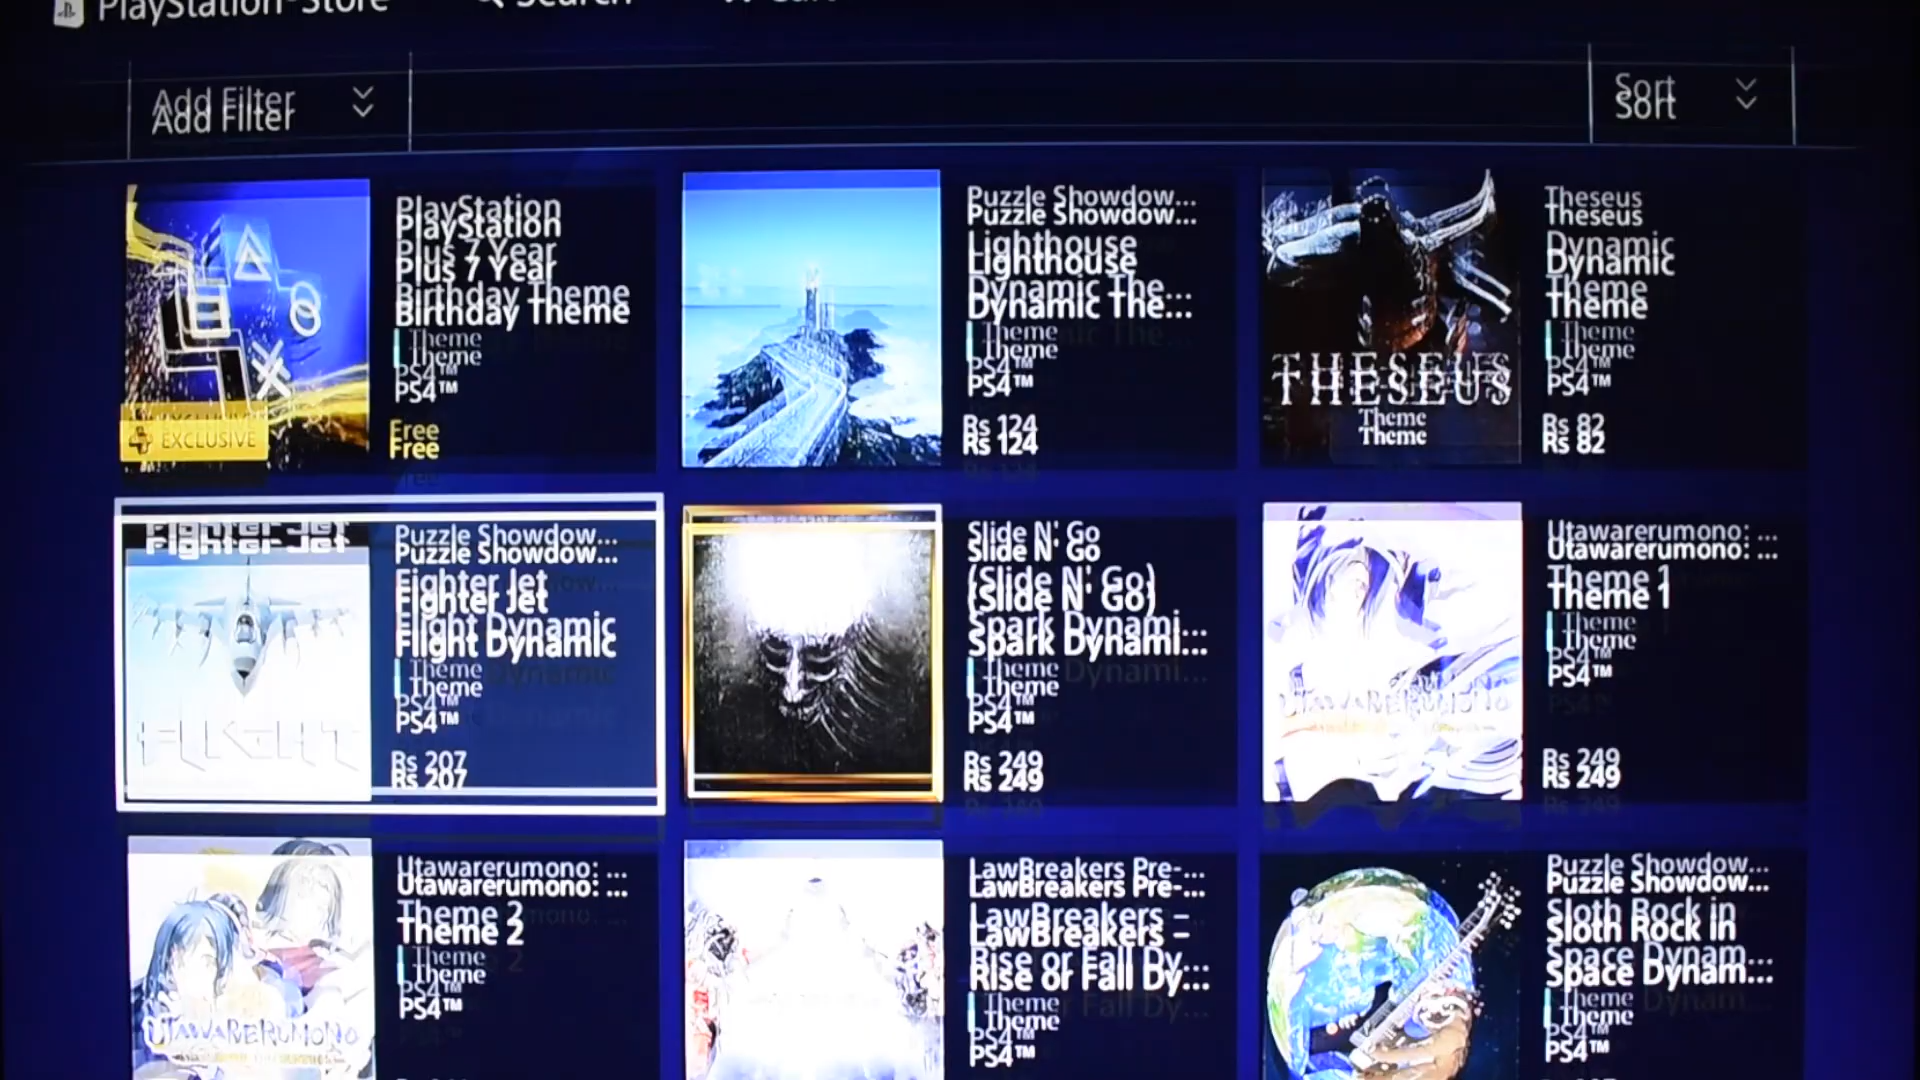 PlayStation Store
Search
Add Filter
Sort
PlayStation
Plus 7 Year
Birthday Theme
Theme
PS4™
Free
EXCLUSIVE
Puzzle Showdow...
Lighthouse
Dynamic The...
Theme
PS4™
Rs 124
Theseus
Dynamic
Theme
Theme
PS4™
Rs 82
THESEUS
Theme
Fighter Jet
FLIGHT
Puzzle Showdow...
Fighter Jet
Flight Dynamic
Theme
PS4™
Rs 207
Slide N' Go
(Slide N' Go)
Spark Dynami...
Theme
PS4™
Rs 249
UTAWARERUMONO
Utawarerumono: ...
Theme 1
Theme
PS4™
Rs 249
UTAWARERUMONO
Utawarerumono: ...
Theme 2
Theme
PS4™
LawBreakers Pre-...
LawBreakers –
Rise or Fall Dy...
Theme
PS4™
Puzzle Showdow...
Sloth Rock in
Space Dynam...
Theme
PS4™